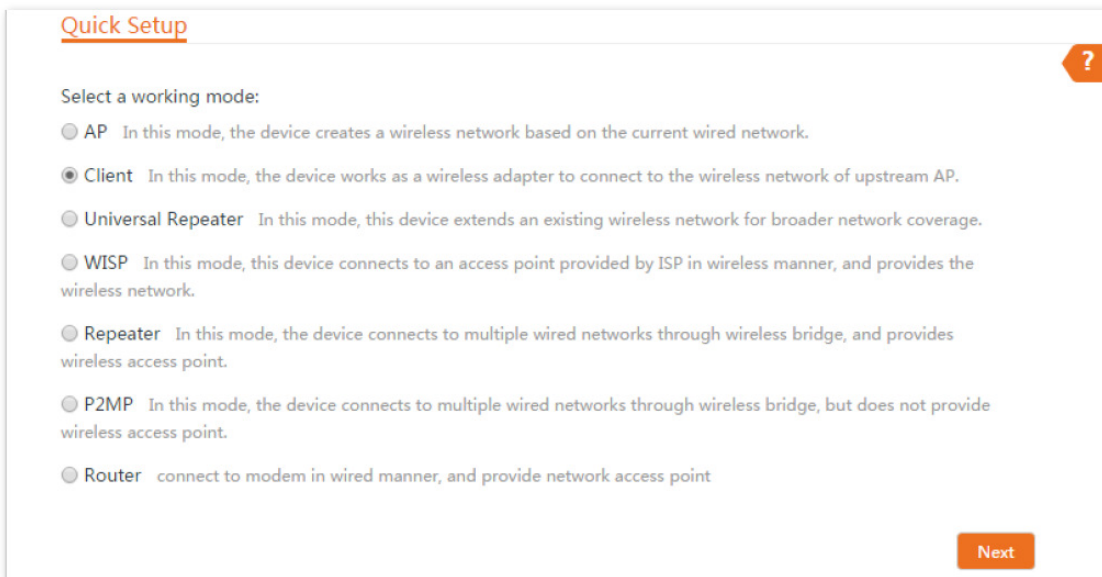 Quick Setup
?
Select a working mode:
AP In this mode, the device creates a wireless network based on the current wired network.
Client In this mode, the device works as a wireless adapter to connect to the wireless network of upstream AP.
Universal Repeater In this mode, this device extends an existing wireless network for broader network coverage.
WISP In this mode, this device connects to an access point provided by ISP in wireless manner, and provides the
wireless network.
Repeater In this mode, the device connects to multiple wired networks through wireless bridge, and provides
wireless access point.
P2MP In this mode, the device connects to multiple wired networks through wireless bridge, but does not provide
wireless access point.
Router connect to modem in wired manner, and provide network access point
Next